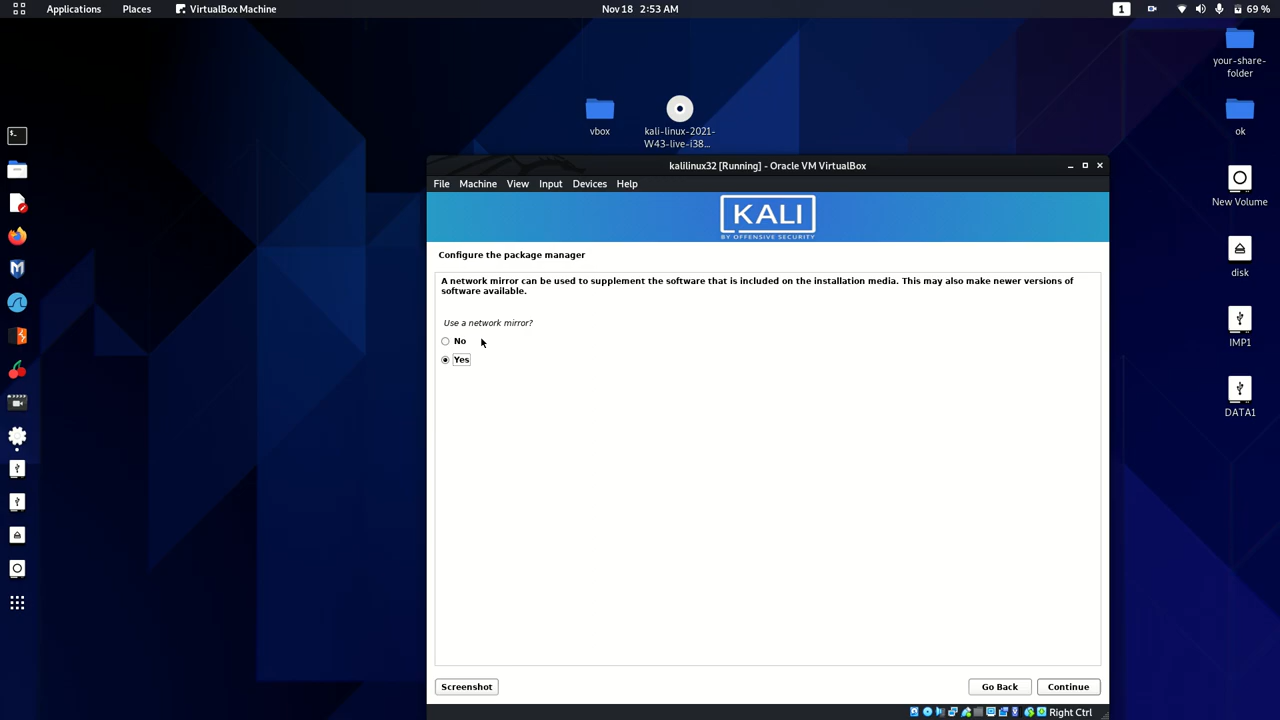 Applications Places VirtualBox Machine Nov 18 2:53 AM 1 69 %
your-share-
folder
vbox
kali-linux-2021-
W43-live-i38...
ok
New Volume
disk
IMP1
DATA1
kalilinux32 [Running] - Oracle VM VirtualBox
File Machine View Input Devices Help
KALI
BY OFFENSIVE SECURITY
Configure the package manager
A network mirror can be used to supplement the software that is included on the installation media. This may also make newer versions of
software available.
Use a network mirror?
No
Yes
Screenshot Go Back Continue
Right Ctrl